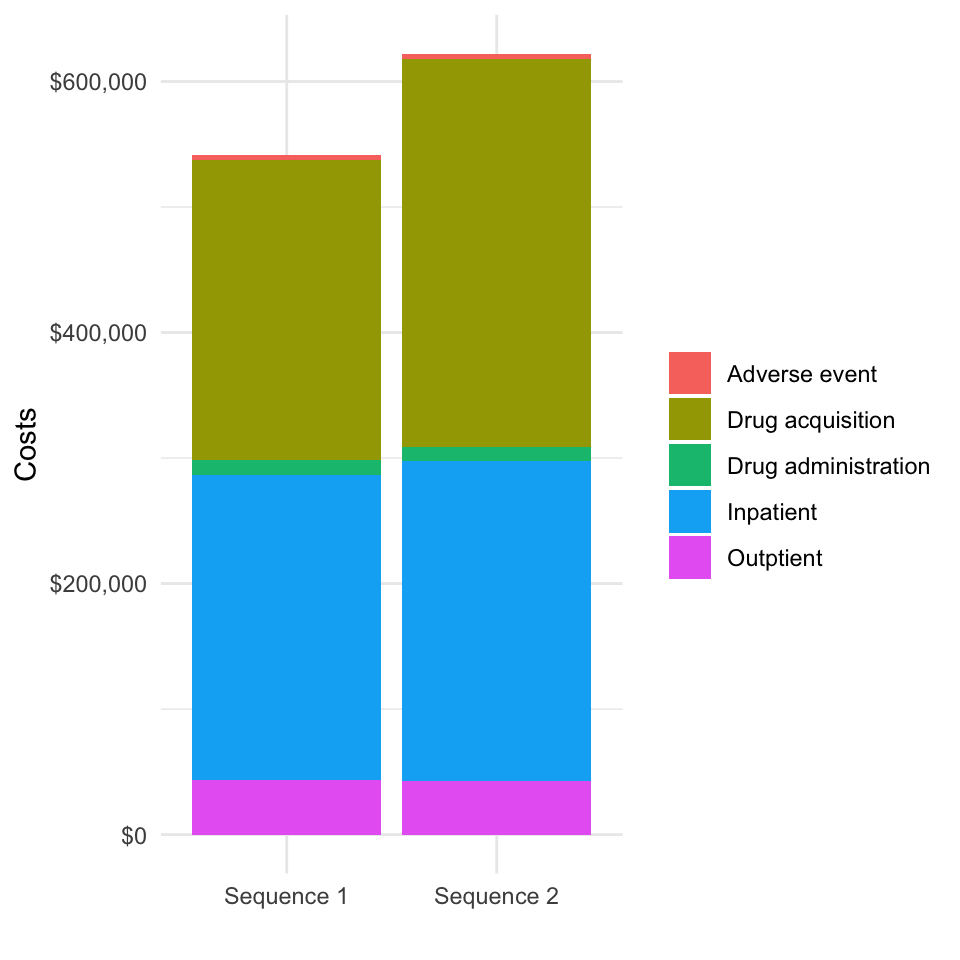 $600,000
$400,000
$200,000
$0
Costs
Sequence 1
Sequence 2
Adverse event
Drug acquisition
Drug administration
Inpatient
Outptient